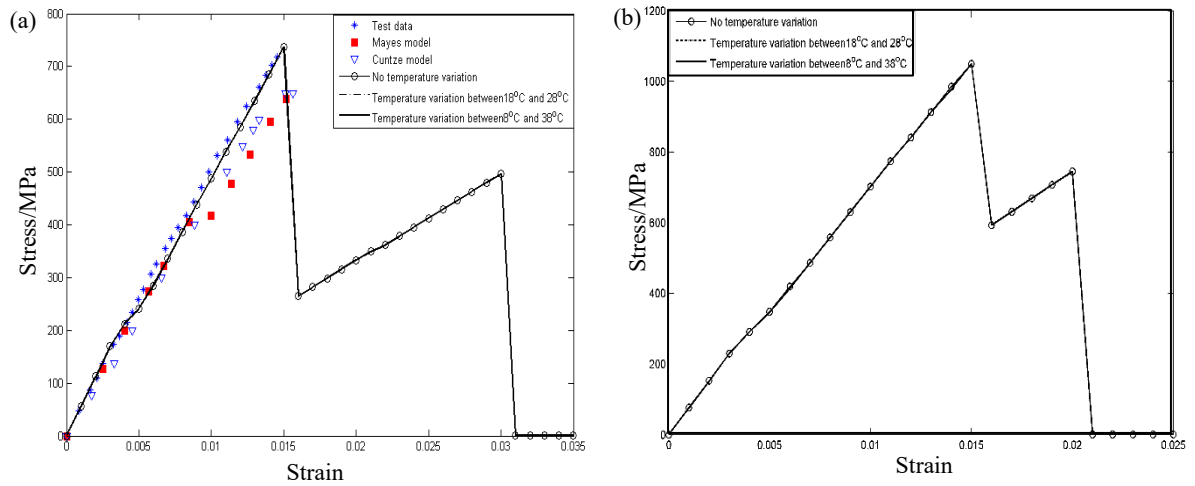 (a)
Test data
Mayes model
Cuntze model
No temperature variation
Temperature variation between18°C and 28°C
Temperature variation between8°C and 38°C
800
700
600
500
400
300
200
100
0
Stress/MPa
0 0.005 0.01 0.015 0.02 0.025 0.03 0.035
Strain
(b)
No temperature variation
Temperature variation between18°C and 28°C
Temperature variation between8°C and 38°C
1200
1000
800
600
400
200
0
Stress/MPa
0 0.005 0.01 0.015 0.02 0.025
Strain